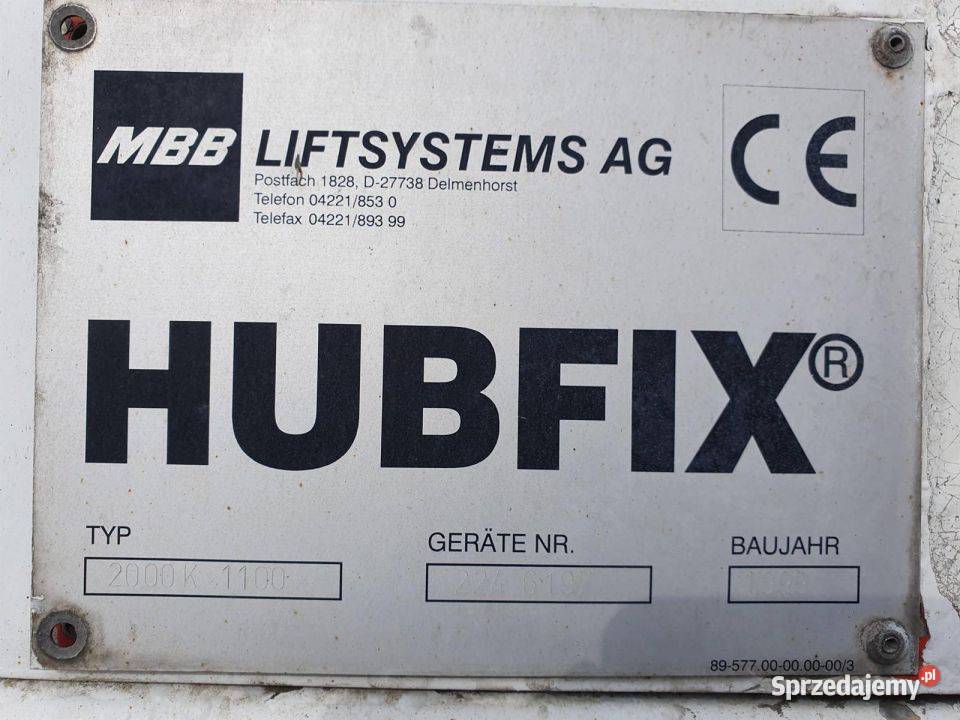 MBB LIFTSYSTEMS AG
Postfach 1828, D-27738 Delmenhorst
Telefon 04221/853 0
Telefax 04221/893 99
CE
HUBFIX®
TYP GERÄTE NR. BAUJAHR
2000K 1100
89-577.00-00.00-00/3
Sprzedajemy.pl